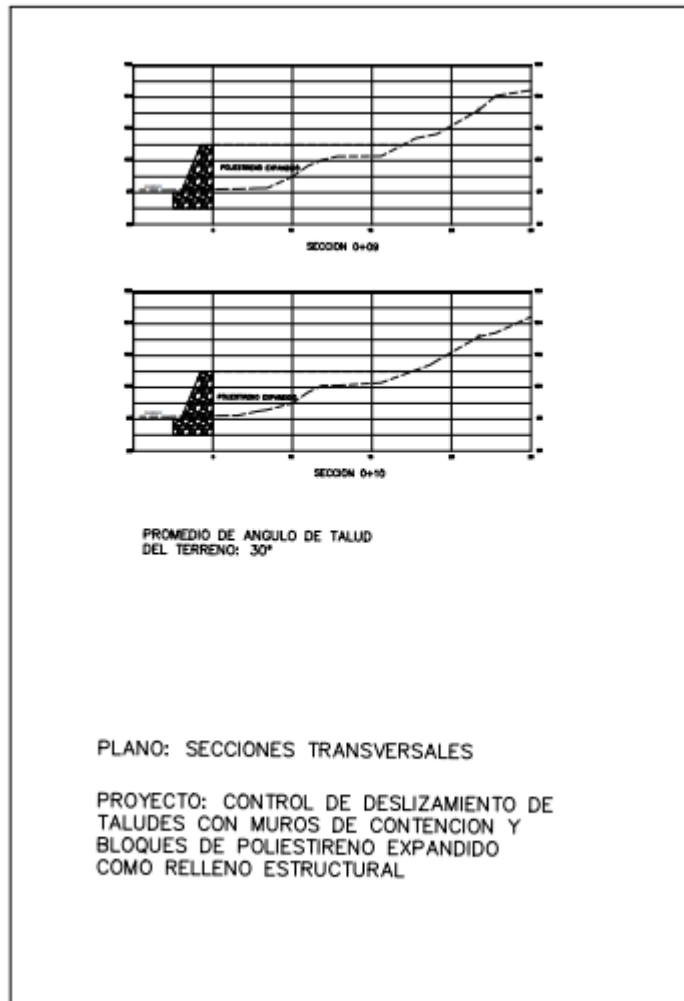 POLIESTIRENO EXPANDIDO
SECCION 0+09
POLIESTIRENO EXPANDIDO
SECCION 0+10
PROMEDIO DE ANGULO DE TALUD
DEL TERRENO: 30°
PLANO: SECCIONES TRANSVERSALES
PROYECTO: CONTROL DE DESLIZAMIENTO DE
TALUDES CON MUROS DE CONTENCION Y
BLOQUES DE POLIESTIRENO EXPANDIDO
COMO RELLENO ESTRUCTURAL